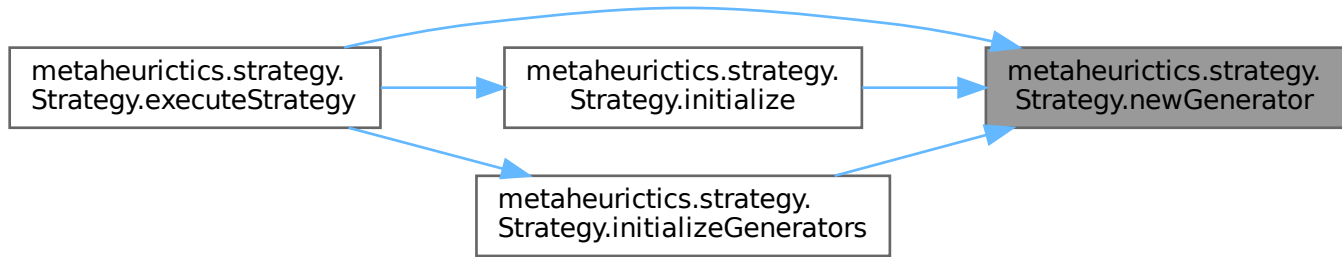 metaheurictics.strategy.
Strategy.executeStrategy
metaheurictics.strategy.
Strategy.initialize
metaheurictics.strategy.
Strategy.newGenerator
metaheurictics.strategy.
Strategy.initializeGenerators